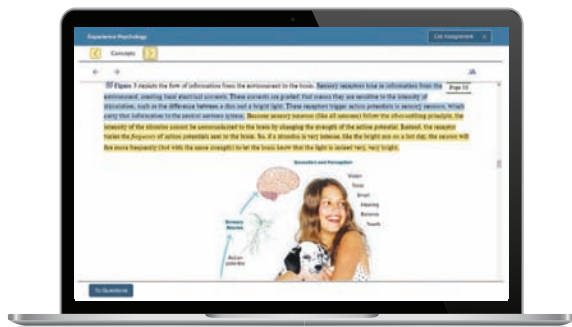 Experience Psychology
Get Assignment X
Concepts
Figure 3 depicts the flow of information from the environment to the brain. Sensory receptors take in information from the
Page 85
environment, creating local electrical currents. These currents are graded; that means they are sensitive to the intensity of
stimulation, such as the difference between a dim and a bright light. These receptors trigger action potentials in sensory neurons, which
carry that information to the central nervous system. Because sensory neurons (like all neurons) follow the all-or-nothing principle, the
intensity of the stimulus cannot be communicated to the brain by changing the strength of the action potential. Instead, the receptor
varies the frequency of action potentials sent to the brain. So, if a stimulus is very intense, like the bright sun on a hot day, the neuron will
fire more frequently (but with the same strength) to let the brain know that the light is indeed very, very bright.
Sensation and Perception
Vision
Touch
Smell
Hearing
Balance
Taste
Sensory
Neurons
Action
potentials
To Questions